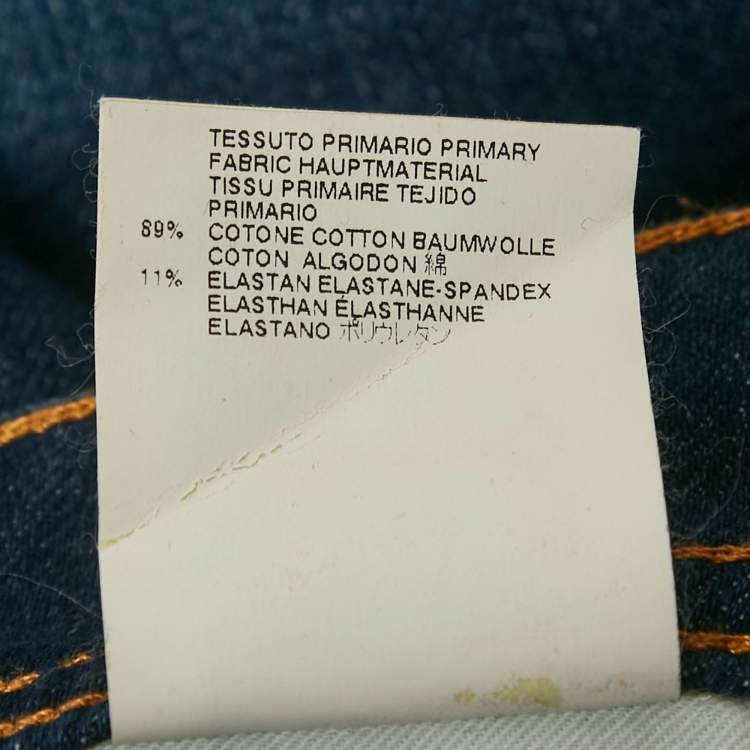 TESSUTO PRIMARIO PRIMARY
FABRIC HAUPTMATERIAL
TISSU PRIMAIRE TEJIDO
PRIMARIO
89% COTONE COTTON BAUMWOLLE
COTON ALGODON 綿
11% ELASTAN ELASTANE-SPANDEX
ELASTHAN ÉLASTHANNE
ELASTANO ポリウレタン